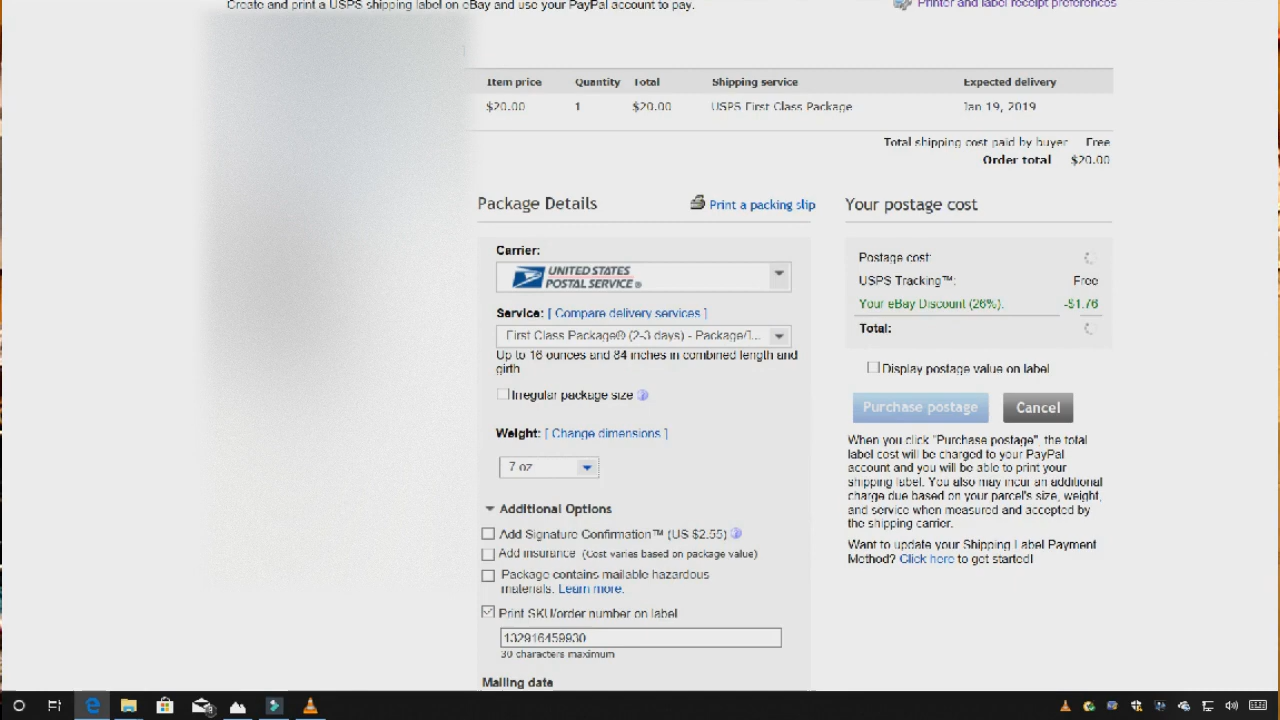 Create and print a USPS shipping label on eBay and use your PayPal account to pay.
Printer and label receipt preferences
Item price Quantity Total Shipping service Expected delivery
$20.00 1 $20.00 USPS First Class Package Jan 19, 2019
Total shipping cost paid by buyer Free
Order total $20.00
Package Details
Print a packing slip
Your postage cost
Carrier:
UNITED STATES
POSTAL SERVICE®
Service: [ Compare delivery services ]
First Class Package® (2-3 days) - Package/T...
Up to 16 ounces and 84 inches in combined length and
girth
Irregular package size
Weight: [ Change dimensions ]
7 oz
Additional Options
Add Signature Confirmation™ (US $2.55)
Add insurance (Cost varies based on package value)
Package contains mailable hazardous
materials. Learn more.
Print SKU/order number on label
132916459930
30 characters maximum
Mailing date
Postage cost:
USPS Tracking™: Free
Your eBay Discount (26%). -$1.76
Total:
Display postage value on label
Purchase postage
Cancel
When you click "Purchase postage", the total
label cost will be charged to your PayPal
account and you will be able to print your
shipping label. You also may incur an additional
charge due based on your parcel's size, weight,
and service when measured and accepted by
the shipping carrier.
Want to update your Shipping Label Payment
Method? Click here to get started!